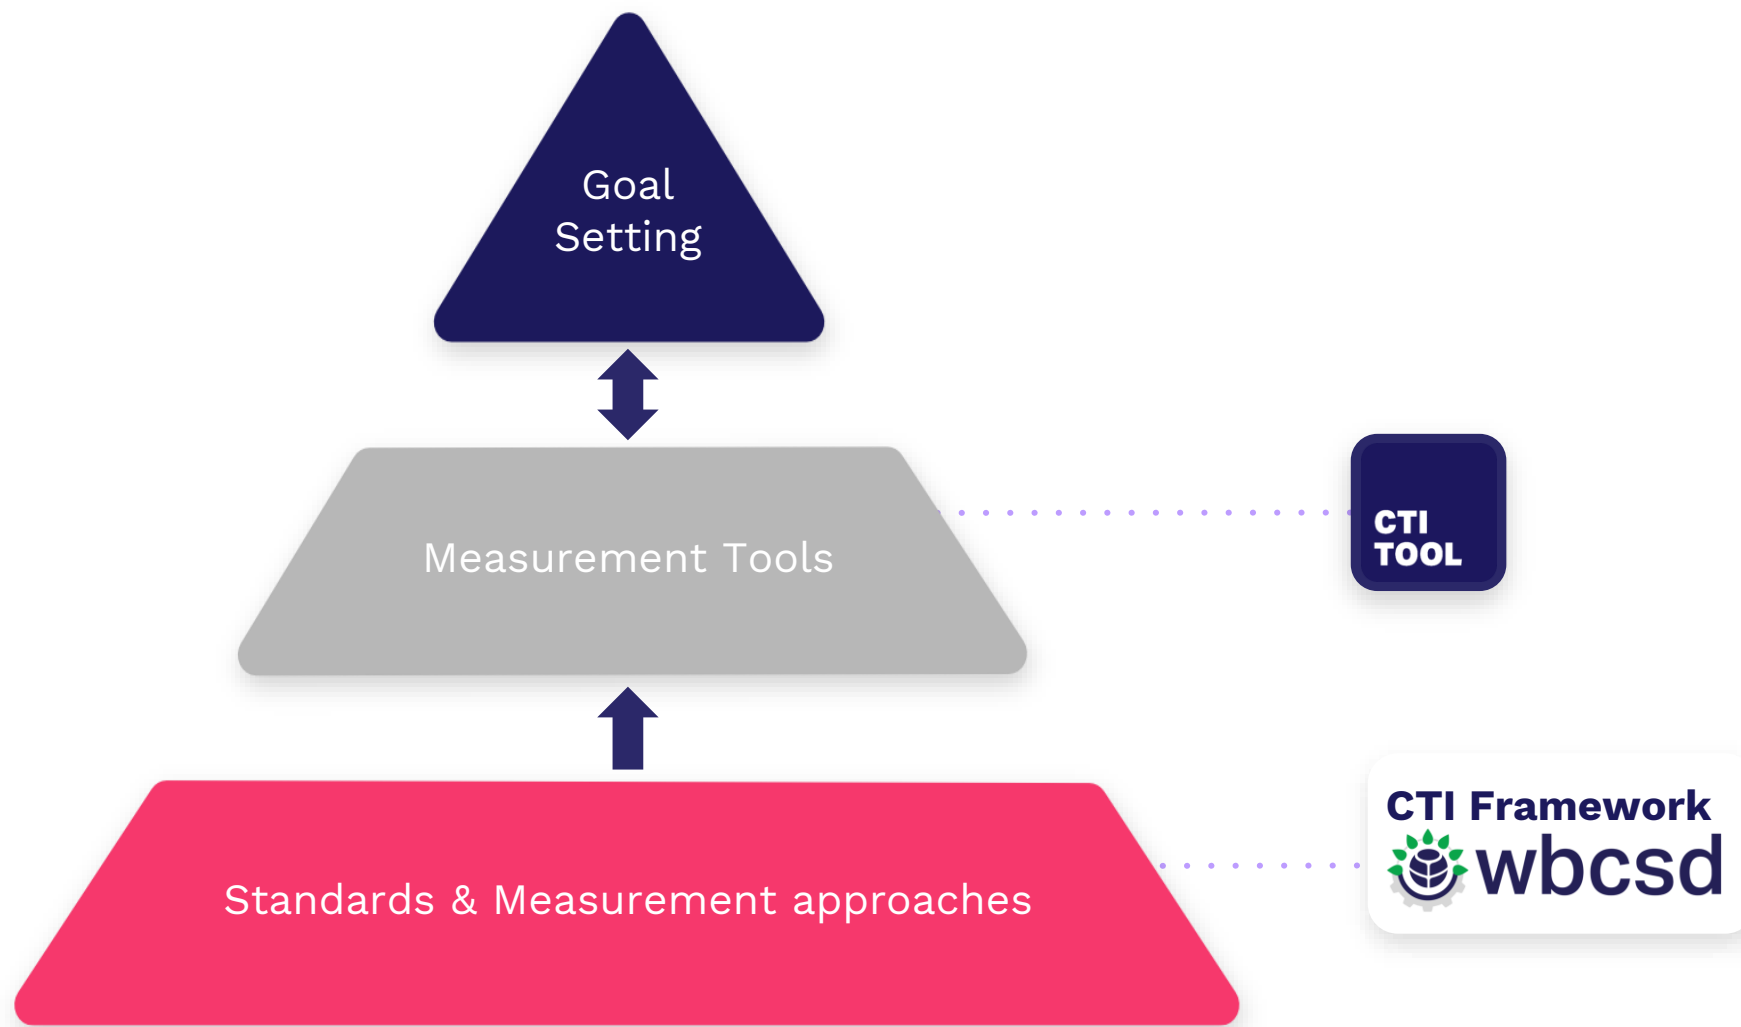 Goal
Setting
Measurement Tools
CTI
TOOL
Standards & Measurement approaches
CTI Framework
wbcsd